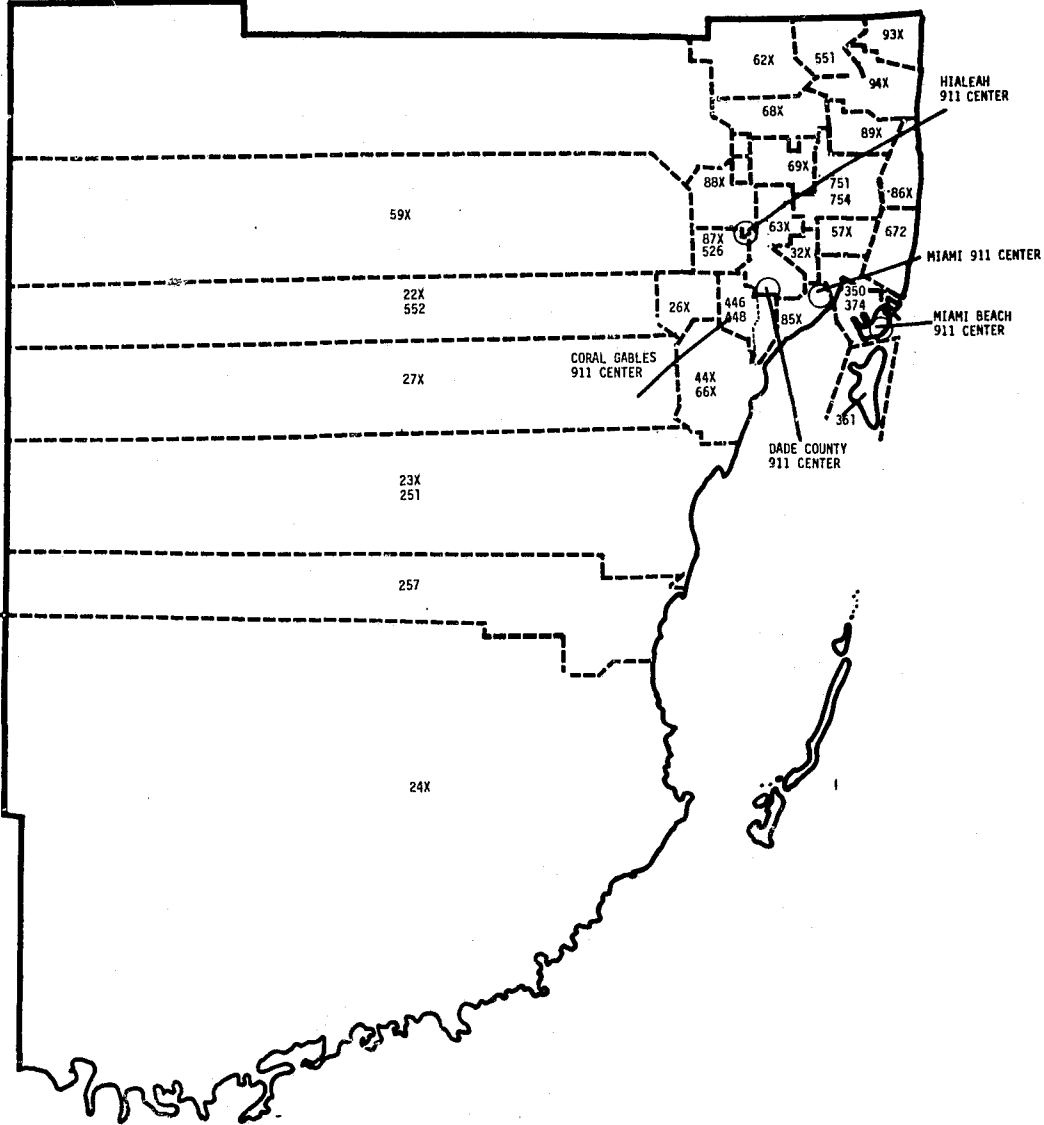 93X
62X
551
94X
HIALEAH
911 CENTER
68X
89X
69X
88X
751
754
86X
59X
63X
57X
672
87X
526
32X
MIAMI 911 CENTER
22X
552
26X
446
448
350
374
85X
MIAMI BEACH
911 CENTER
CORAL GABLES
911 CENTER
27X
44X
66X
361
DADE COUNTY
911 CENTER
23X
251
257
24X